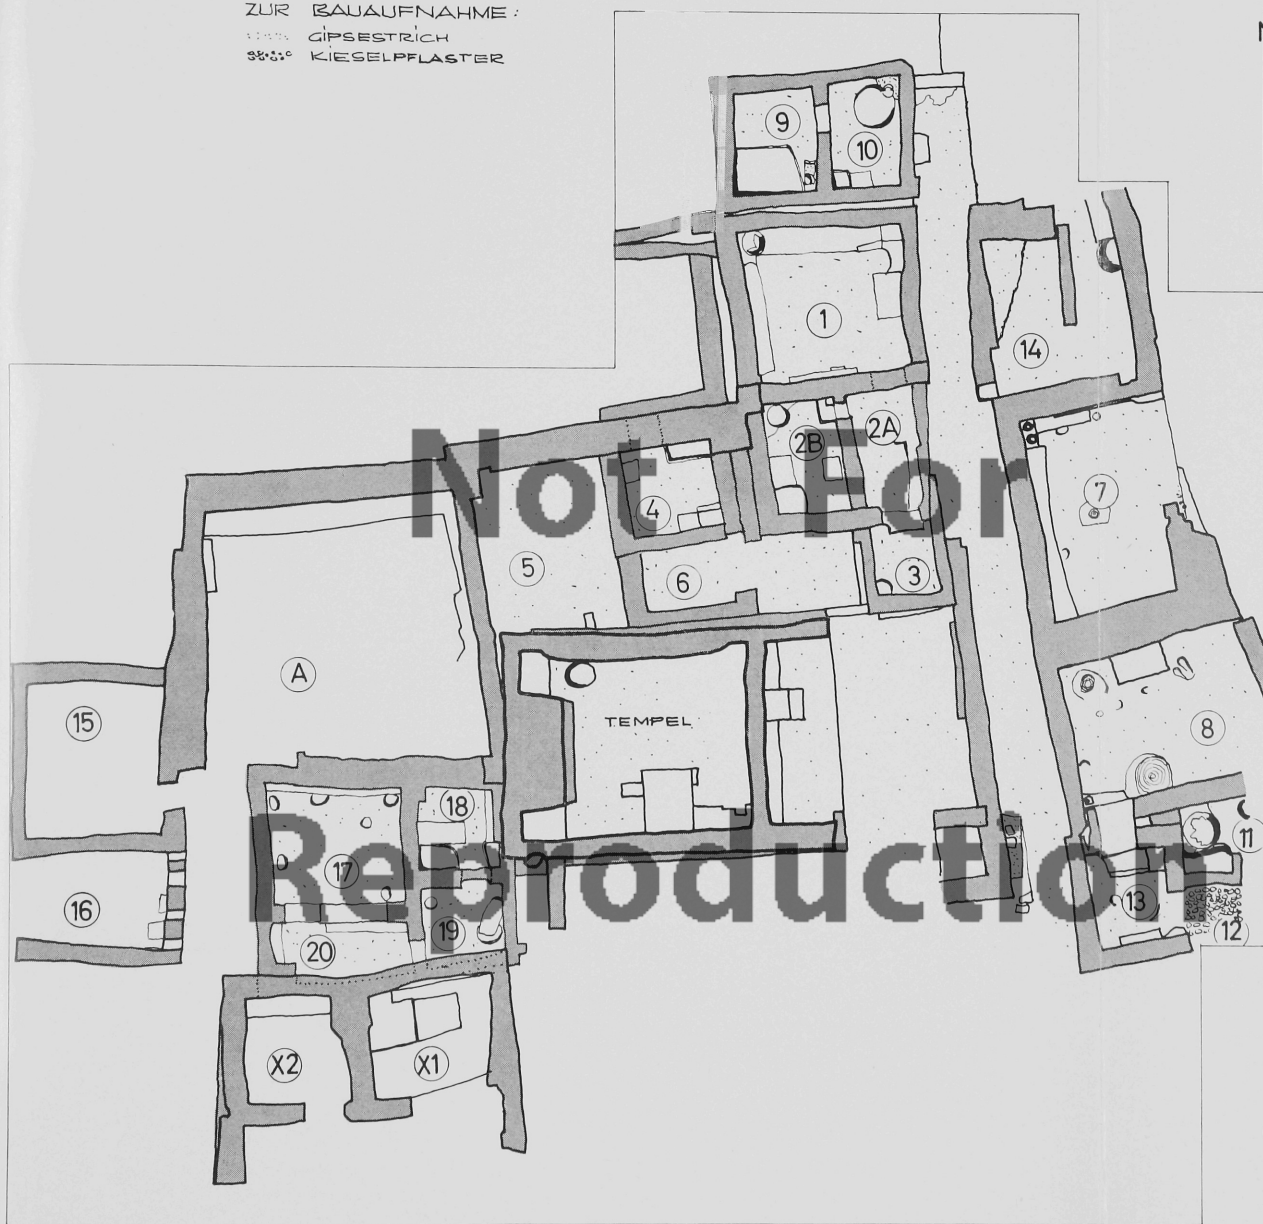 ZUR BAUAUFNAHME:
GIPSESTRICH
KIESELPFLASTER
9
10
1
14
2B
2A
4
7
5
6
3
A
15
TEMPEL
8
18
11
17
16
19
13
12
20
X2
X1
Not For
Reproduction